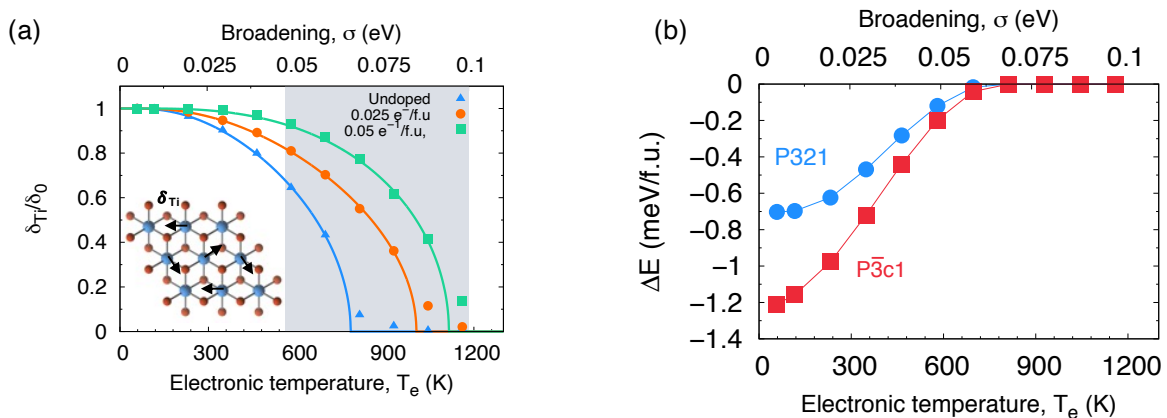 (a)
Broadening, σ (eV)
0 0.025 0.05 0.075 0.1
Undoped
0.025 e⁻/f.u
0.05 e⁻¹/f.u,
1
0.8
0.6
0.4
0.2
0
δTi/δ0
δTi
0 300 600 900 1200
Electronic temperature, Te (K)
(b)
Broadening, σ (eV)
0 0.025 0.05 0.075 0.1
0
−0.2
−0.4
−0.6
−0.8
−1
−1.2
−1.4
ΔE (meV/f.u.)
P321
P3̅c1
0 300 600 900 1200
Electronic temperature, Te (K)